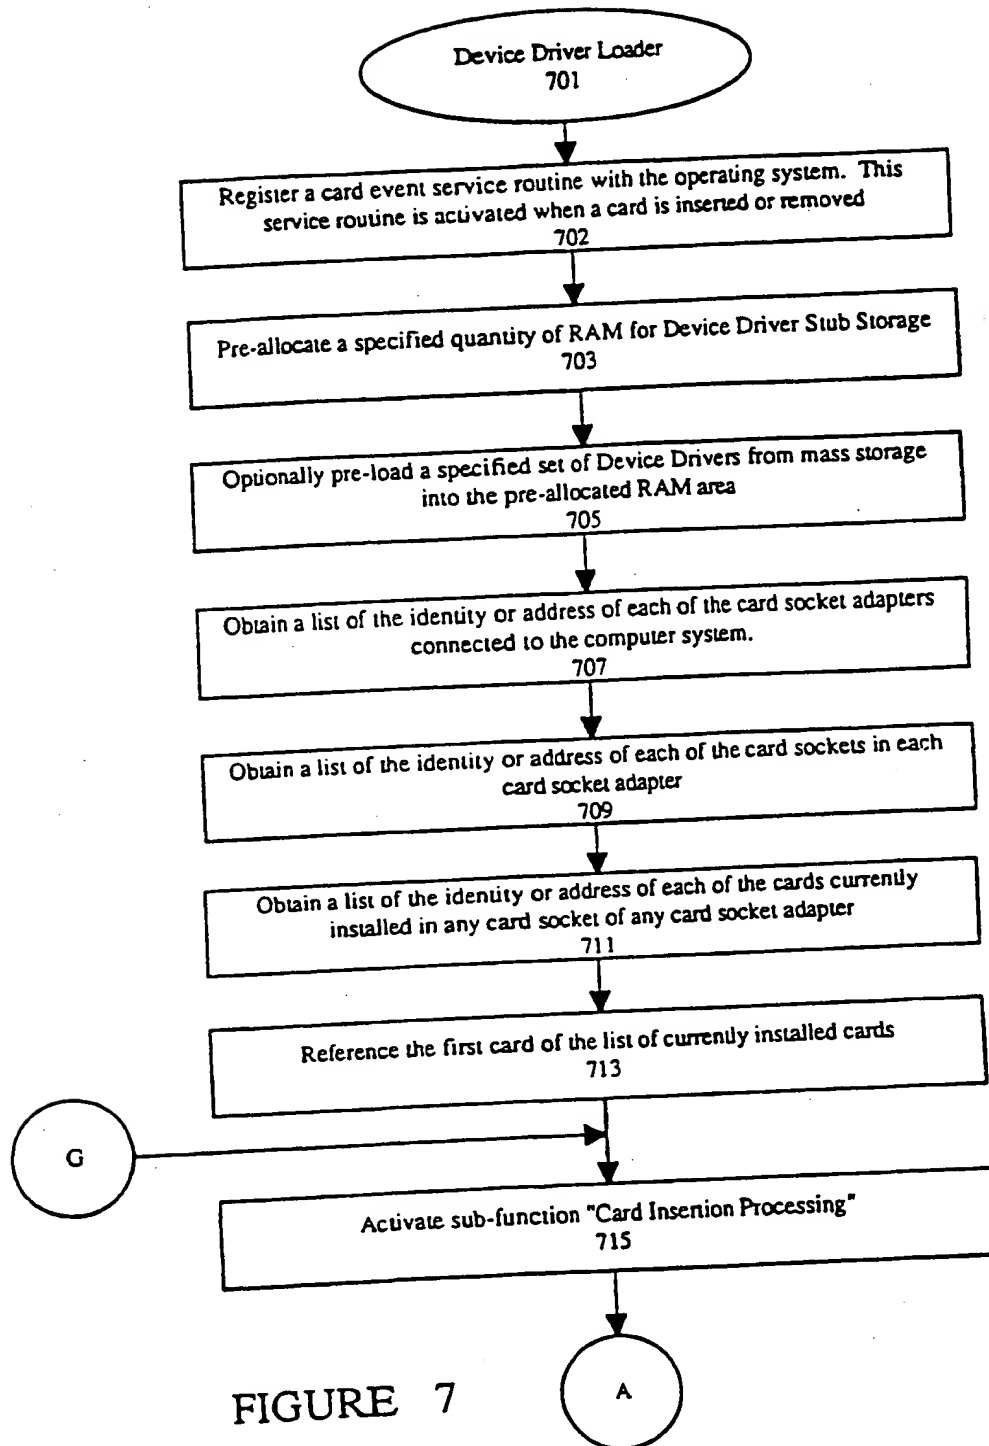 Device Driver Loader
701
Register a card event service routine with the operating system. This
service routine is activated when a card is inserted or removed
702
Pre-allocate a specified quantity of RAM for Device Driver Stub Storage
703
Optionally pre-load a specified set of Device Drivers from mass storage
into the pre-allocated RAM area
705
Obtain a list of the identity or address of each of the card socket adapters
connected to the computer system.
707
Obtain a list of the identity or address of each of the card sockets in each
card socket adapter
709
Obtain a list of the identity or address of each of the cards currently
installed in any card socket of any card socket adapter
711
Reference the first card of the list of currently installed cards
713
G
Activate sub-function "Card Insertion Processing"
715
A
FIGURE 7